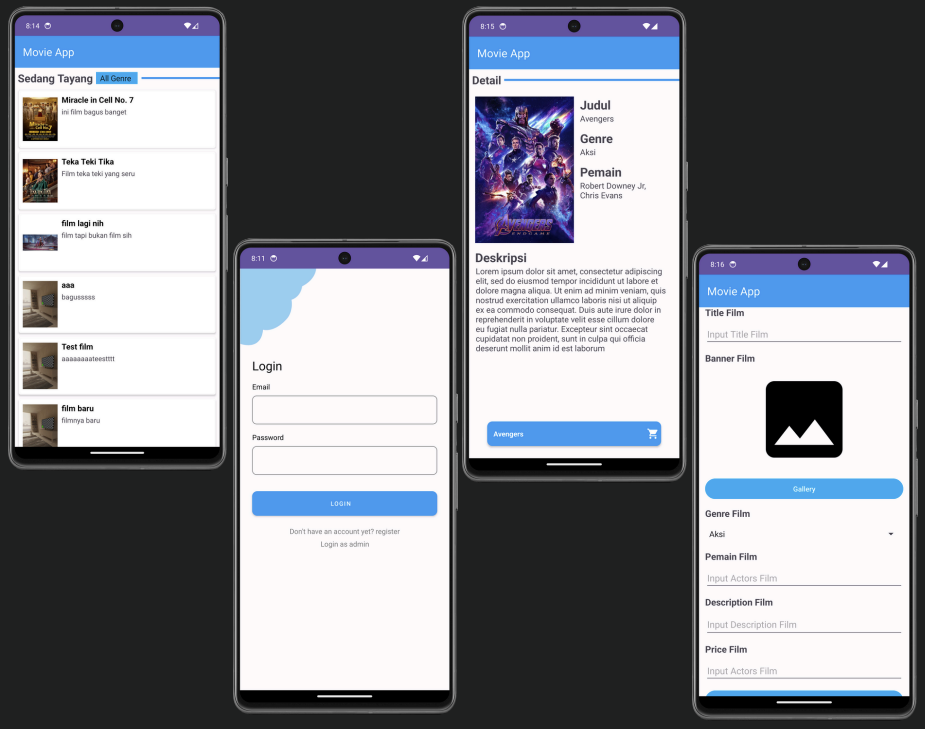 8:14
Movie App
Sedang Tayang All Genre
Miracle in Cell No. 7
ini film bagus banget
Teka Teki Tika
Film teka teki yang seru
film lagi nih
film tapi bukan film sih
aaa
bagusssss
Test film
aaaaaaaateestttt
film baru
filmnya baru
8:11
Login
Email
Password
LOGIN
Don't have an account yet? register
Login as admin
8:15
Movie App
Detail
AVENGERS
ENDGAME
Judul
Avengers
Genre
Aksi
Pemain
Robert Downey Jr,
Chris Evans
Deskripsi
Lorem ipsum dolor sit amet, consectetur adipiscing
elit, sed do eiusmod tempor incididunt ut labore et
dolore magna aliqua. Ut enim ad minim veniam, quis
nostrud exercitation ullamco laboris nisi ut aliquip
ex ea commodo consequat. Duis aute irure dolor in
reprehenderit in voluptate velit esse cillum dolore
eu fugiat nulla pariatur. Excepteur sint occaecat
cupidatat non proident, sunt in culpa qui officia
deserunt mollit anim id est laborum
Avengers
8:16
Movie App
Title Film
Input Title Film
Banner Film
Gallery
Genre Film
Aksi
Pemain Film
Input Actors Film
Description Film
Input Description Film
Price Film
Input Actors Film